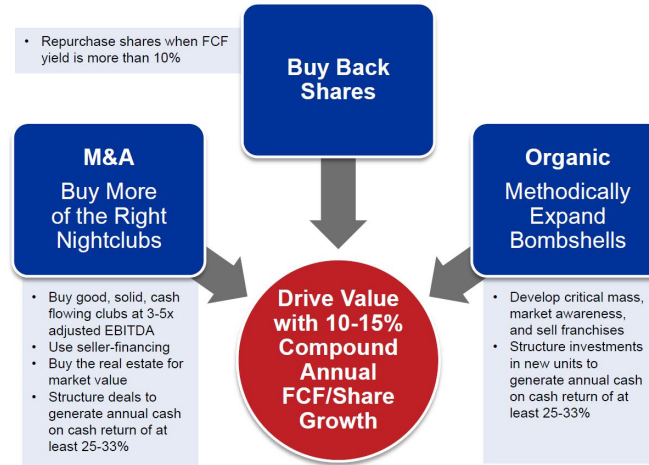 • Repurchase shares when FCF
yield is more than 10%
Buy Back
Shares
M&A
Buy More
of the Right
Nightclubs
• Buy good, solid, cash
flowing clubs at 3-5x
adjusted EBITDA
• Use seller-financing
• Buy the real estate for
market value
• Structure deals to
generate annual cash
on cash return of at
least 25-33%
Organic
Methodically
Expand
Bombshells
• Develop critical mass,
market awareness,
and sell franchises
• Structure investments
in new units to
generate annual cash
on cash return of at
least 25-33%
Drive Value
with 10-15%
Compound
Annual
FCF/Share
Growth